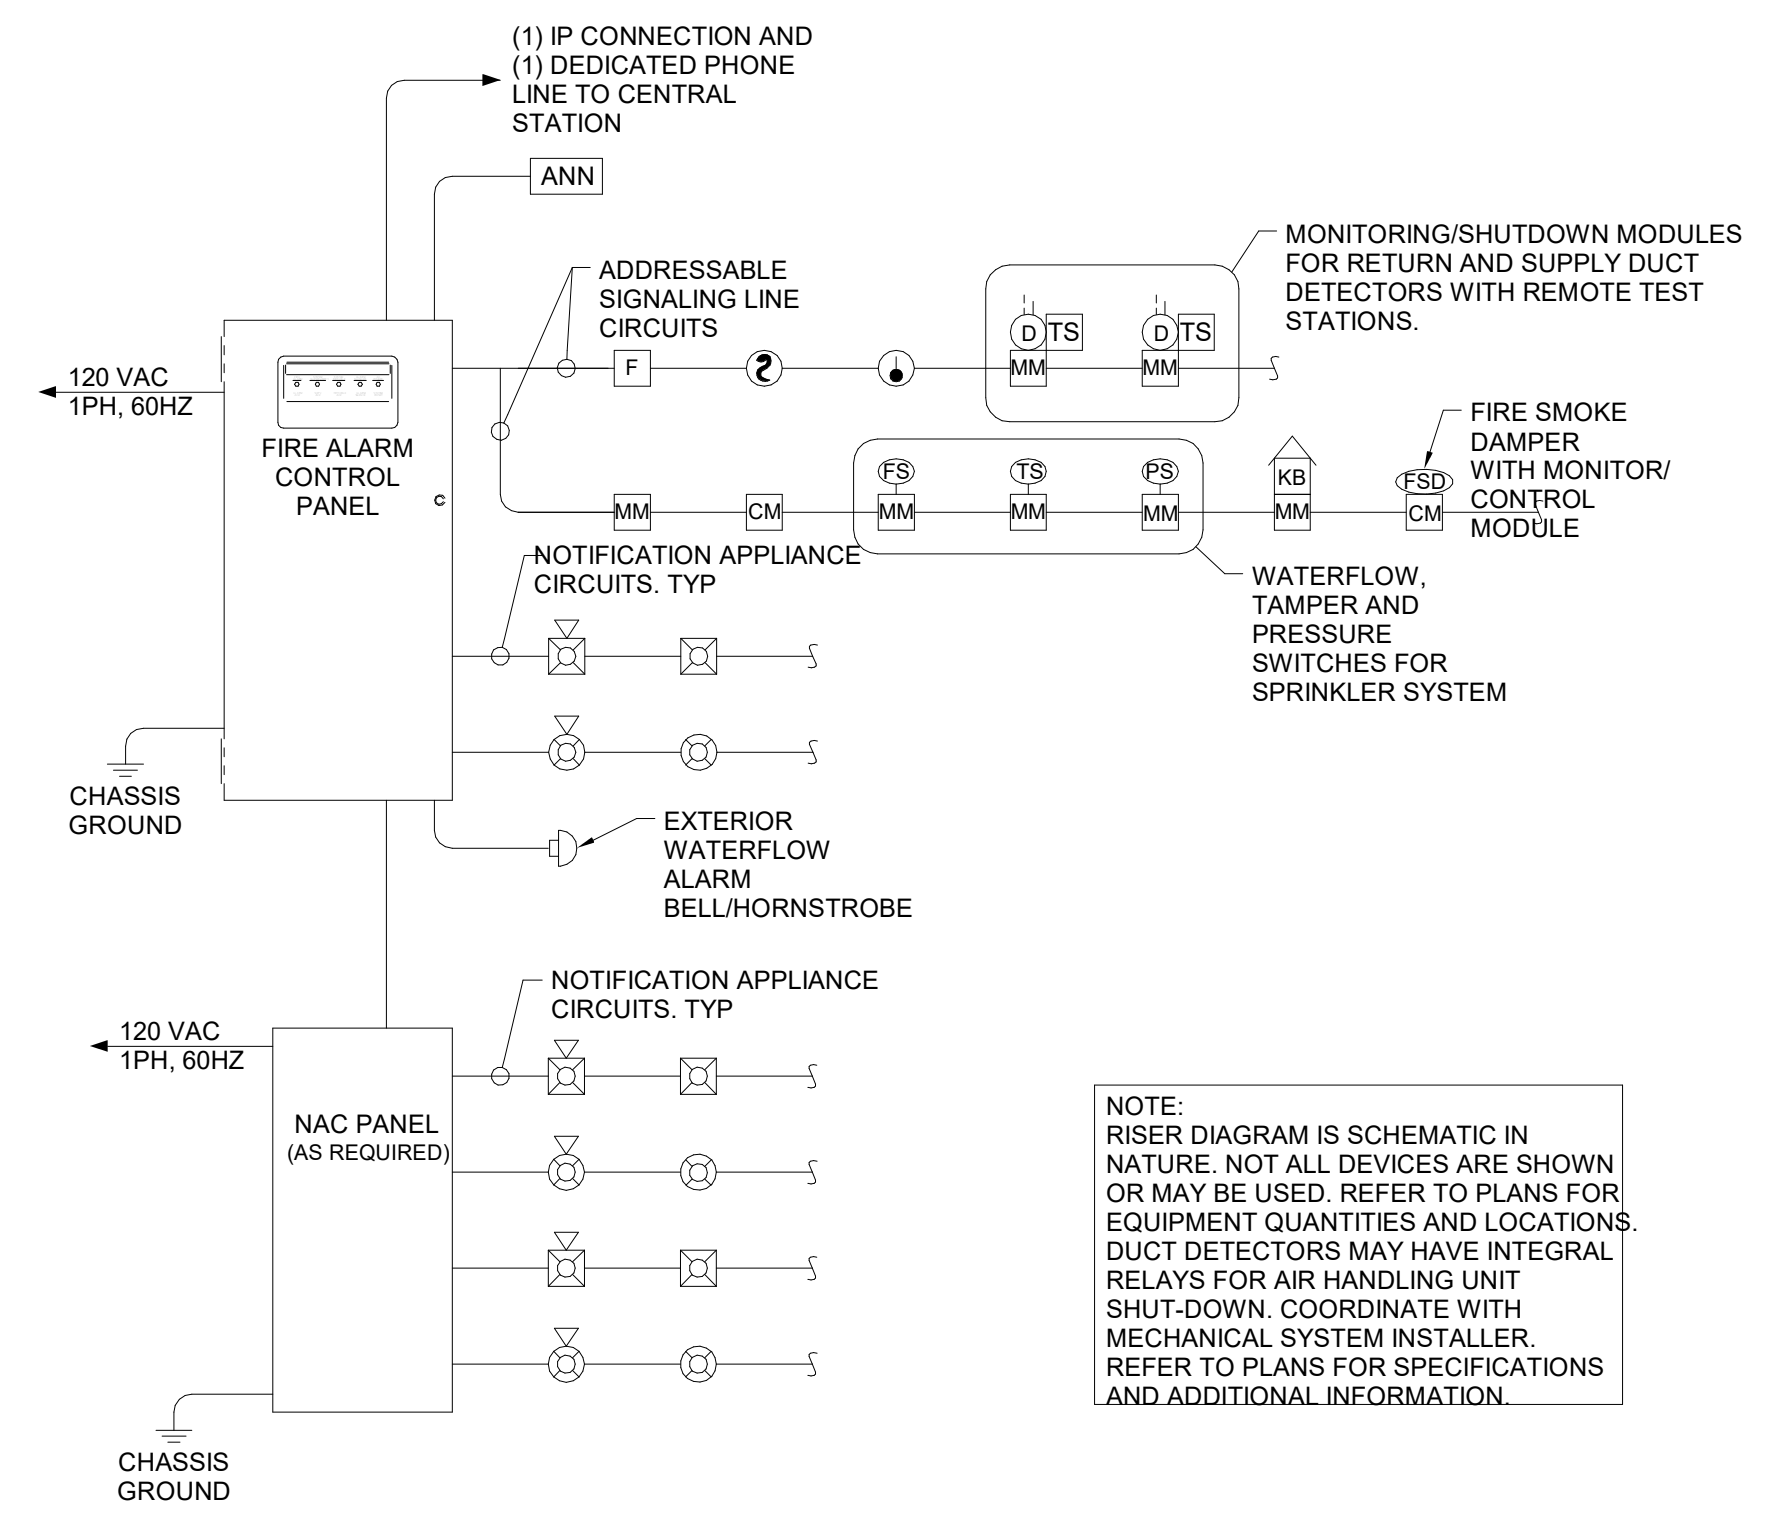 (1) IP CONNECTION AND
(1) DEDICATED PHONE
LINE TO CENTRAL
STATION
ANN
MONITORING/SHUTDOWN MODULES
FOR RETURN AND SUPPLY DUCT
DETECTORS WITH REMOTE TEST
STATIONS.
ADDRESSABLE
SIGNALING LINE
CIRCUITS
D TS D TS
F MM MM
120 VAC
1PH, 60HZ
FIRE ALARM
CONTROL
PANEL
C
FIRE SMOKE
DAMPER
WITH MONITOR/
CONTROL
MODULE
FS TS PS KB FSD
MM CM MM MM MM MM CM
NOTIFICATION APPLIANCE
CIRCUITS. TYP
WATERFLOW,
TAMPER AND
PRESSURE
SWITCHES FOR
SPRINKLER SYSTEM
CHASSIS
GROUND
EXTERIOR
WATERFLOW
ALARM
BELL/HORNSTROBE
NOTIFICATION APPLIANCE
CIRCUITS. TYP
120 VAC
1PH, 60HZ
NAC PANEL
(AS REQUIRED)
CHASSIS
GROUND
NOTE:
RISER DIAGRAM IS SCHEMATIC IN
NATURE. NOT ALL DEVICES ARE SHOWN
OR MAY BE USED. REFER TO PLANS FOR
EQUIPMENT QUANTITIES AND LOCATIONS.
DUCT DETECTORS MAY HAVE INTEGRAL
RELAYS FOR AIR HANDLING UNIT
SHUT-DOWN. COORDINATE WITH
MECHANICAL SYSTEM INSTALLER.
REFER TO PLANS FOR SPECIFICATIONS
AND ADDITIONAL INFORMATION.